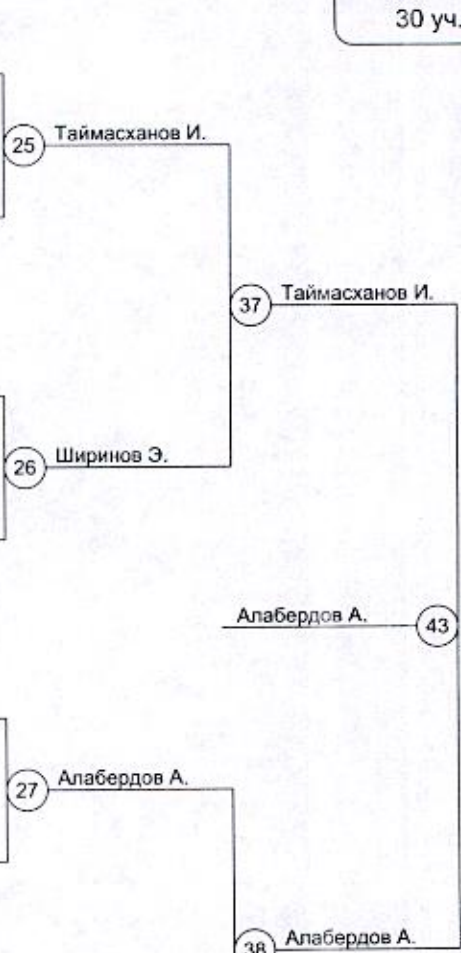 30 уч.
25 Таймасханов И.
37 Таймасханов И.
26 Ширинов Э.
Алабердов А. 43
27 Алабердов А.
38 Алабердов А.